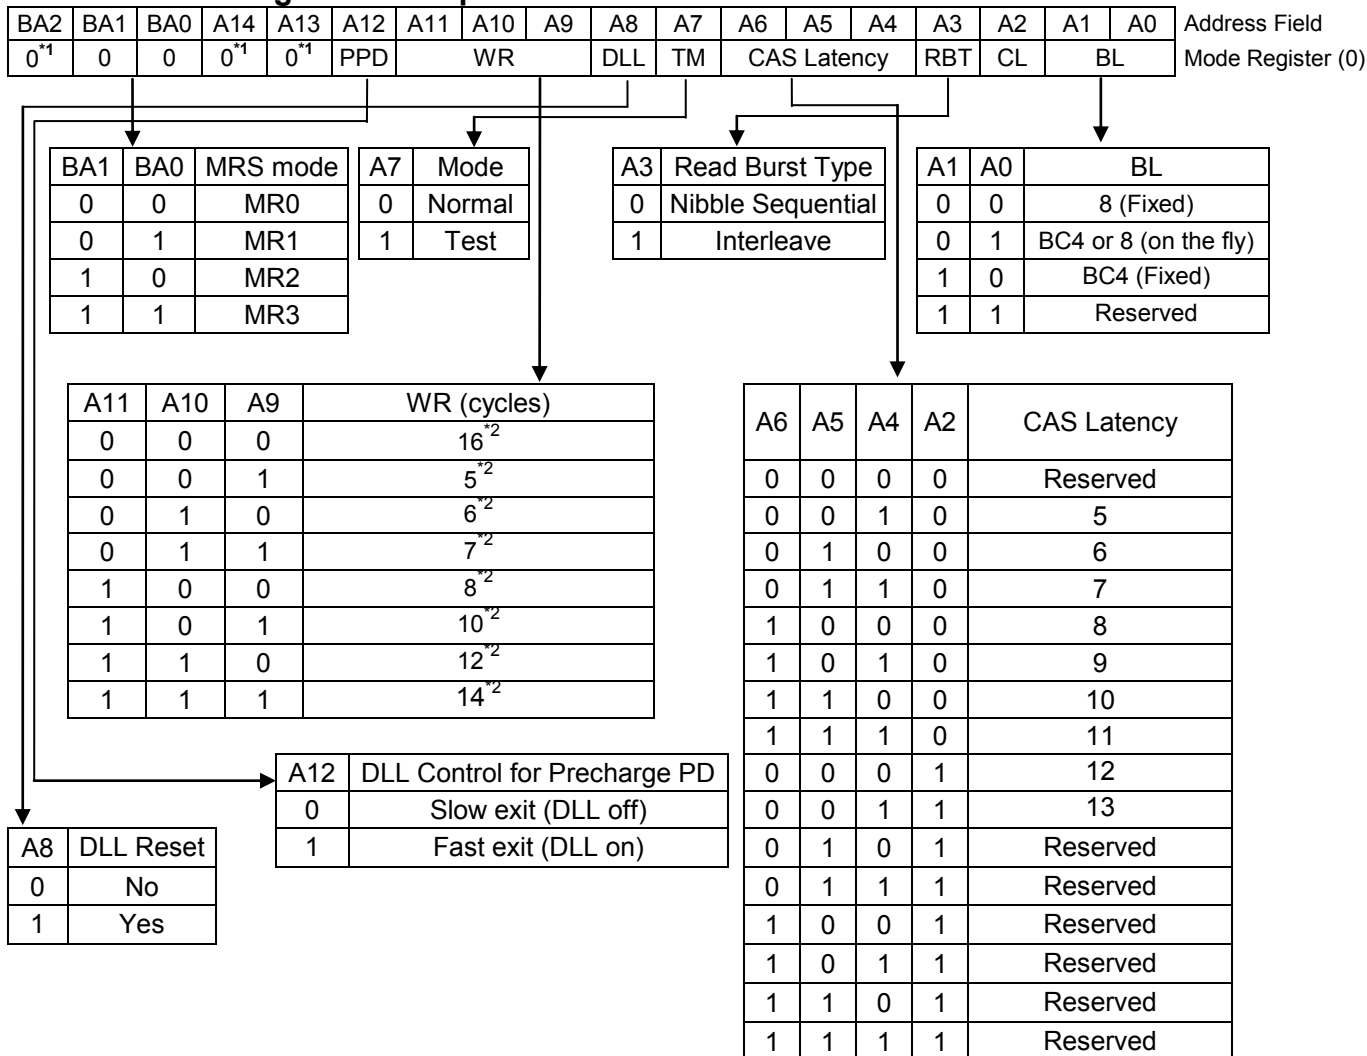 BA2 BA1 BA0 A14 A13 A12 A11 A10 A9 A8 A7 A6 A5 A4 A3 A2 A1 A0 Address Field
0*1 0 0 0*1 0*1 PPD WR DLL TM CAS Latency RBT CL BL Mode Register (0)
BA1 BA0 MRS mode
0 0 MR0
0 1 MR1
1 0 MR2
1 1 MR3
A7 Mode
0 Normal
1 Test
A3 Read Burst Type
0 Nibble Sequential
1 Interleave
A1 A0 BL
0 0 8 (Fixed)
0 1 BC4 or 8 (on the fly)
1 0 BC4 (Fixed)
1 1 Reserved
A11 A10 A9 WR (cycles)
0 0 0 16*2
0 0 1 5*2
0 1 0 6*2
0 1 1 7*2
1 0 0 8*2
1 0 1 10*2
1 1 0 12*2
1 1 1 14*2
A6 A5 A4 A2 CAS Latency
0 0 0 0 Reserved
0 0 1 0 5
0 1 0 0 6
0 1 1 0 7
1 0 0 0 8
1 0 1 0 9
1 1 0 0 10
1 1 1 0 11
0 0 0 1 12
0 0 1 1 13
0 1 0 1 Reserved
0 1 1 1 Reserved
1 0 0 1 Reserved
1 0 1 1 Reserved
1 1 0 1 Reserved
1 1 1 1 Reserved
A12 DLL Control for Precharge PD
0 Slow exit (DLL off)
1 Fast exit (DLL on)
A8 DLL Reset
0 No
1 Yes